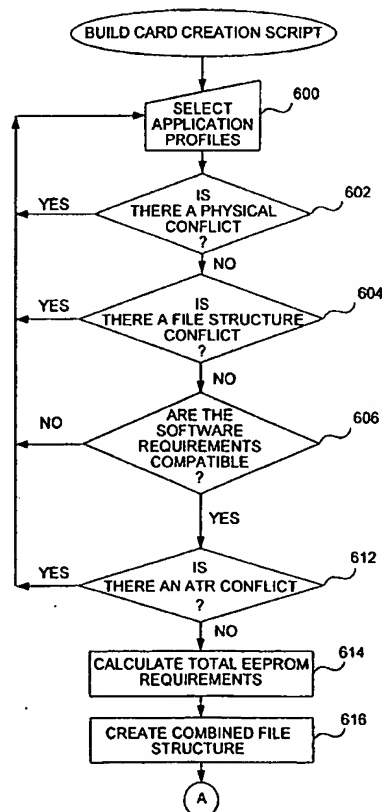 BUILD CARD CREATION SCRIPT
600
SELECT
APPLICATION
PROFILES
602
IS
THERE A PHYSICAL
CONFLICT
?
YES
NO
604
IS
THERE A FILE STRUCTURE
CONFLICT
?
YES
NO
606
ARE THE
SOFTWARE
REQUIREMENTS
COMPATIBLE
?
NO
YES
612
IS
THERE AN ATR CONFLICT
?
YES
NO
614
CALCULATE TOTAL EEPROM
REQUIREMENTS
616
CREATE COMBINED FILE
STRUCTURE
A